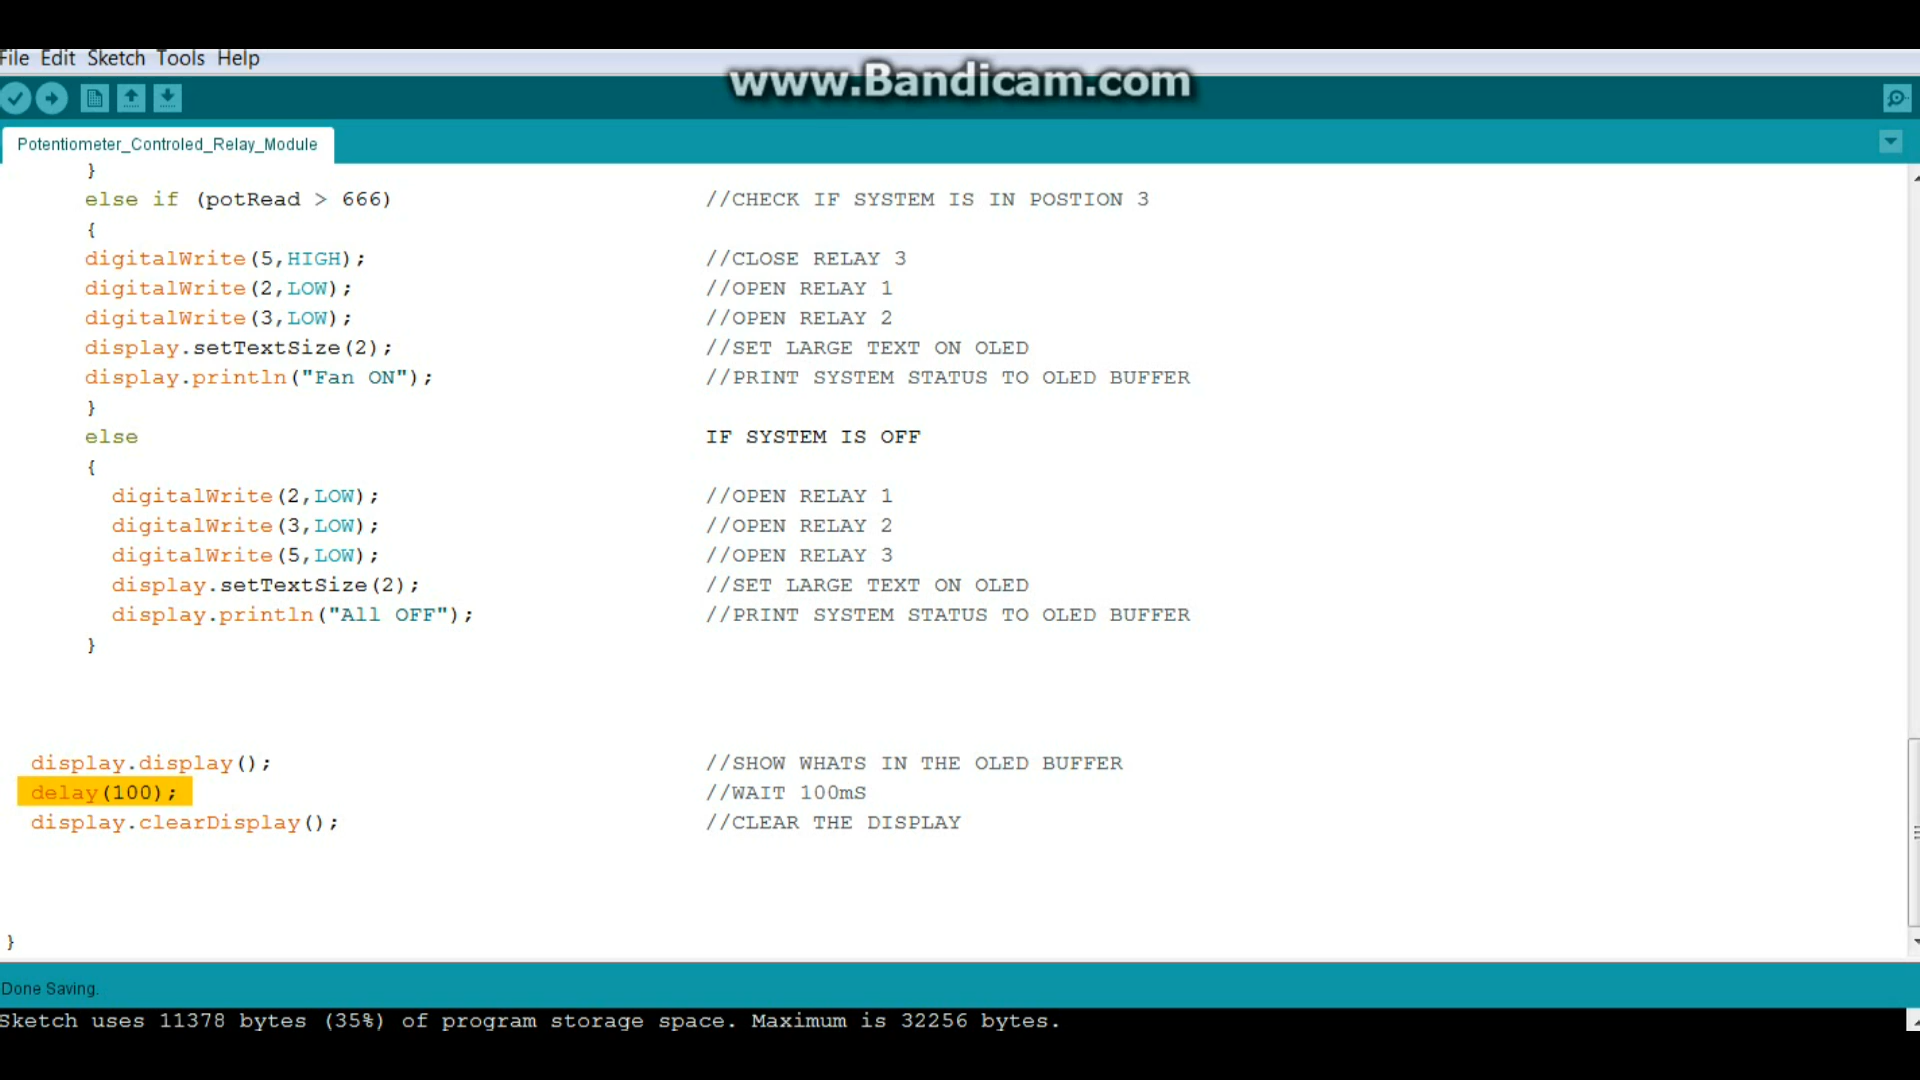 File Edit Sketch Tools Help
www.Bandicam.com
Potentiometer_Controled_Relay_Module
}
else if (potRead > 666) //CHECK IF SYSTEM IS IN POSTION 3
{
digitalWrite(5,HIGH); //CLOSE RELAY 3
digitalWrite(2,LOW); //OPEN RELAY 1
digitalWrite(3,LOW); //OPEN RELAY 2
display.setTextSize(2); //SET LARGE TEXT ON OLED
display.println("Fan ON"); //PRINT SYSTEM STATUS TO OLED BUFFER
}
else IF SYSTEM IS OFF
{
digitalWrite(2,LOW); //OPEN RELAY 1
digitalWrite(3,LOW); //OPEN RELAY 2
digitalWrite(5,LOW); //OPEN RELAY 3
display.setTextSize(2); //SET LARGE TEXT ON OLED
display.println("All OFF"); //PRINT SYSTEM STATUS TO OLED BUFFER
}
display.display(); //SHOW WHATS IN THE OLED BUFFER
delay(100); //WAIT 100mS
display.clearDisplay(); //CLEAR THE DISPLAY
}
Done Saving.
Sketch uses 11378 bytes (35%) of program storage space. Maximum is 32256 bytes.